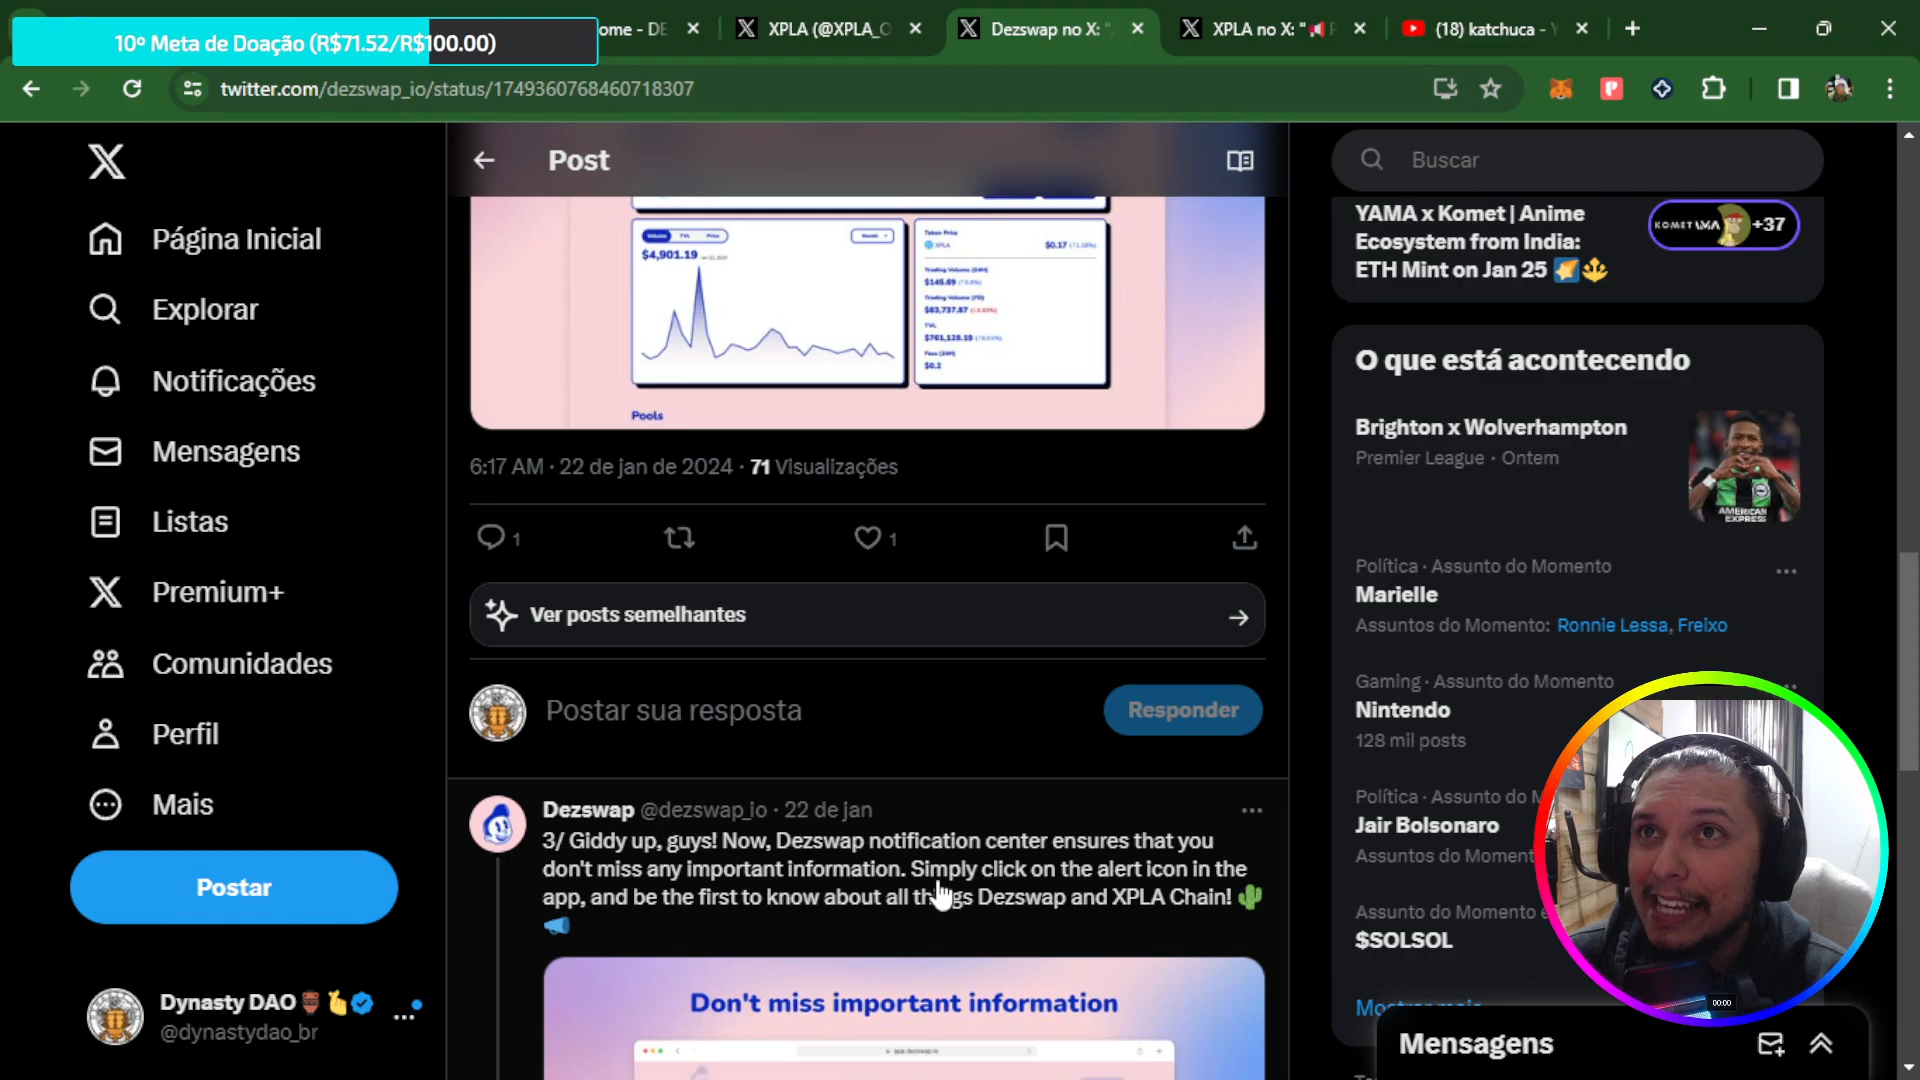 10º Meta de Doação (R$71.52/R$100.00)
ome - DE
XPLA (@XPLA_O
Dezswap no X: "
XPLA no X: "
(18) katchuca - Y
twitter.com/dezswap_io/status/1749360768460718307
Página Inicial
Explorar
Notificações
Mensagens
Listas
Premium+
Comunidades
Perfil
Mais
Postar
Dynasty DAO
@dynastydao_br
Post
Volume TVL Price
Month
$4,901.19
Token Price
XPLA $0.17
Trading Volume (24H)
$145.69
Trading Volume (7D)
$83,737.87
TVL
$761,129.19
Fees (24H)
$0.2
Pools
6:17 AM · 22 de jan de 2024 · 71 Visualizações
1
1
Ver posts semelhantes
Postar sua resposta
Responder
Dezswap @dezswap_io · 22 de jan
3/ Giddy up, guys! Now, Dezswap notification center ensures that you
don't miss any important information. Simply click on the alert icon in the
app, and be the first to know about all things Dezswap and XPLA Chain!
Don't miss important information
app.dezswap.io
Buscar
YAMA x Komet | Anime
Ecosystem from India:
ETH Mint on Jan 25
KOMET
+37
O que está acontecendo
Brighton x Wolverhampton
Premier League · Ontem
AMERICAN
EXPRESS
Política · Assunto do Momento
Marielle
Assuntos do Momento: Ronnie Lessa, Freixo
Gaming · Assunto do Momento
Nintendo
128 mil posts
Política · Assunto do M
Jair Bolsonaro
Assuntos do Moment
Assunto do Momento e
$SOLSOL
Mostrar mais
00:00
Mensagens